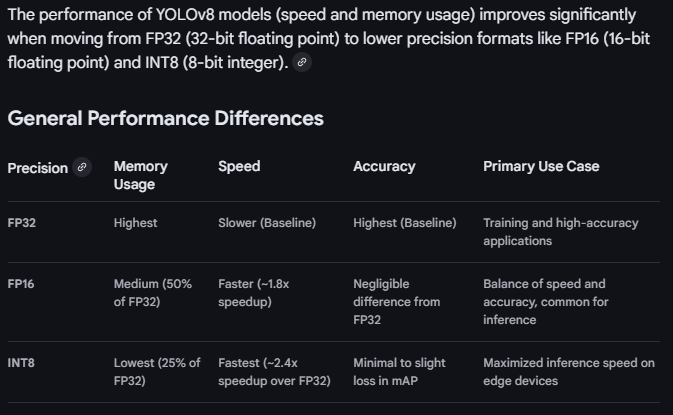 The performance of YOLOv8 models (speed and memory usage) improves significantly
when moving from FP32 (32-bit floating point) to lower precision formats like FP16 (16-bit
floating point) and INT8 (8-bit integer).
General Performance Differences
Precision Memory Usage Speed Accuracy Primary Use Case
FP32 Highest Slower (Baseline) Highest (Baseline) Training and high-accuracy applications
FP16 Medium (50% of FP32) Faster (~1.8x speedup) Negligible difference from FP32 Balance of speed and accuracy, common for inference
INT8 Lowest (25% of FP32) Fastest (~2.4x speedup over FP32) Minimal to slight loss in mAP Maximized inference speed on edge devices